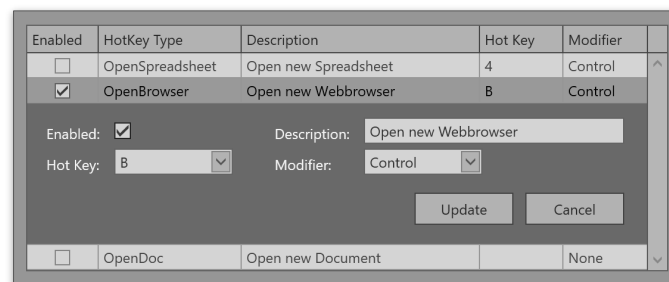 Enabled HotKey Type Description Hot Key Modifier
OpenSpreadsheet Open new Spreadsheet 4 Control
OpenBrowser Open new Webbrowser B Control
Enabled: Description: Open new Webbrowser
Hot Key: B Modifier: Control
Update Cancel
OpenDoc Open new Document None